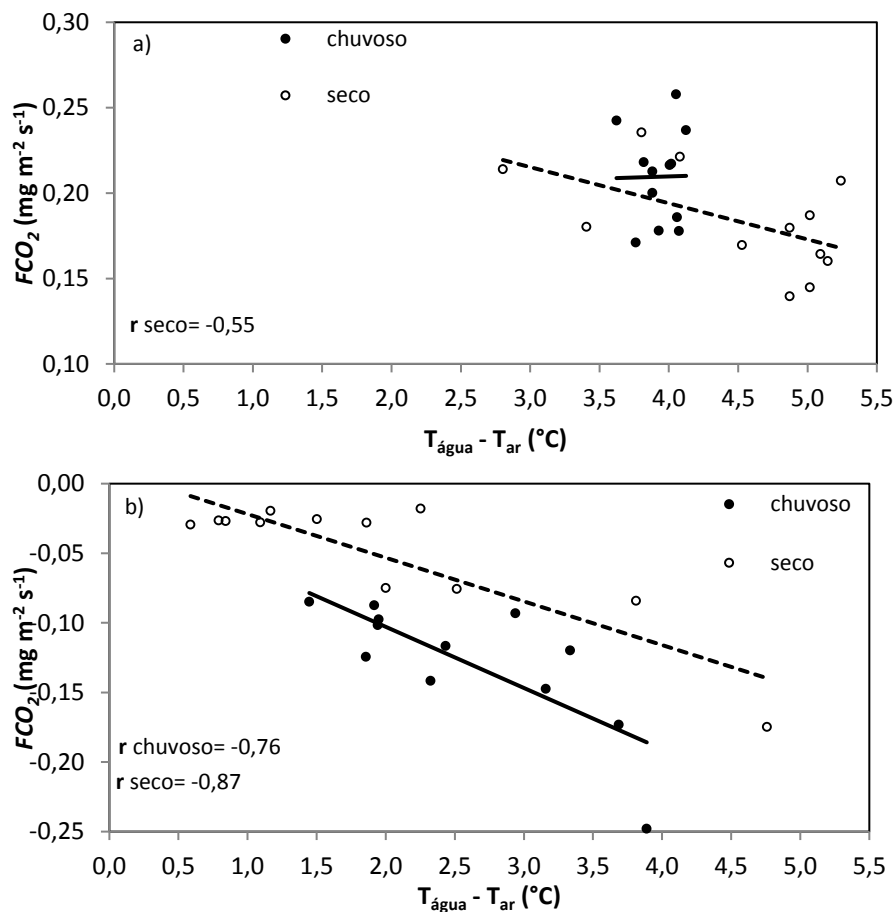 a)
chuvoso
seco
0,30
0,25
0,20
0,15
0,10
FCO₂ (mg m⁻² s⁻¹)
r seco= -0,55
0,0 0,5 1,0 1,5 2,0 2,5 3,0 3,5 4,0 4,5 5,0 5,5
Tágua - Tar (°C)
b)
chuvoso
seco
0,00
-0,05
-0,10
-0,15
-0,20
-0,25
FCO₂ (mg m⁻² s⁻¹)
r chuvoso= -0,76
r seco= -0,87
0,0 0,5 1,0 1,5 2,0 2,5 3,0 3,5 4,0 4,5 5,0 5,5
Tágua - Tar (°C)